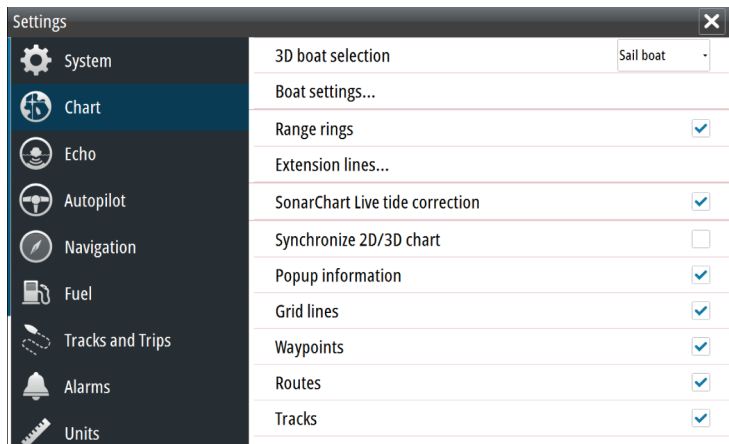 Settings
System
Chart
Echo
Autopilot
Navigation
Fuel
Tracks and Trips
Alarms
Units
3D boat selection Sail boat
Boat settings...
Range rings
Extension lines...
SonarChart Live tide correction
Synchronize 2D/3D chart
Popup information
Grid lines
Waypoints
Routes
Tracks